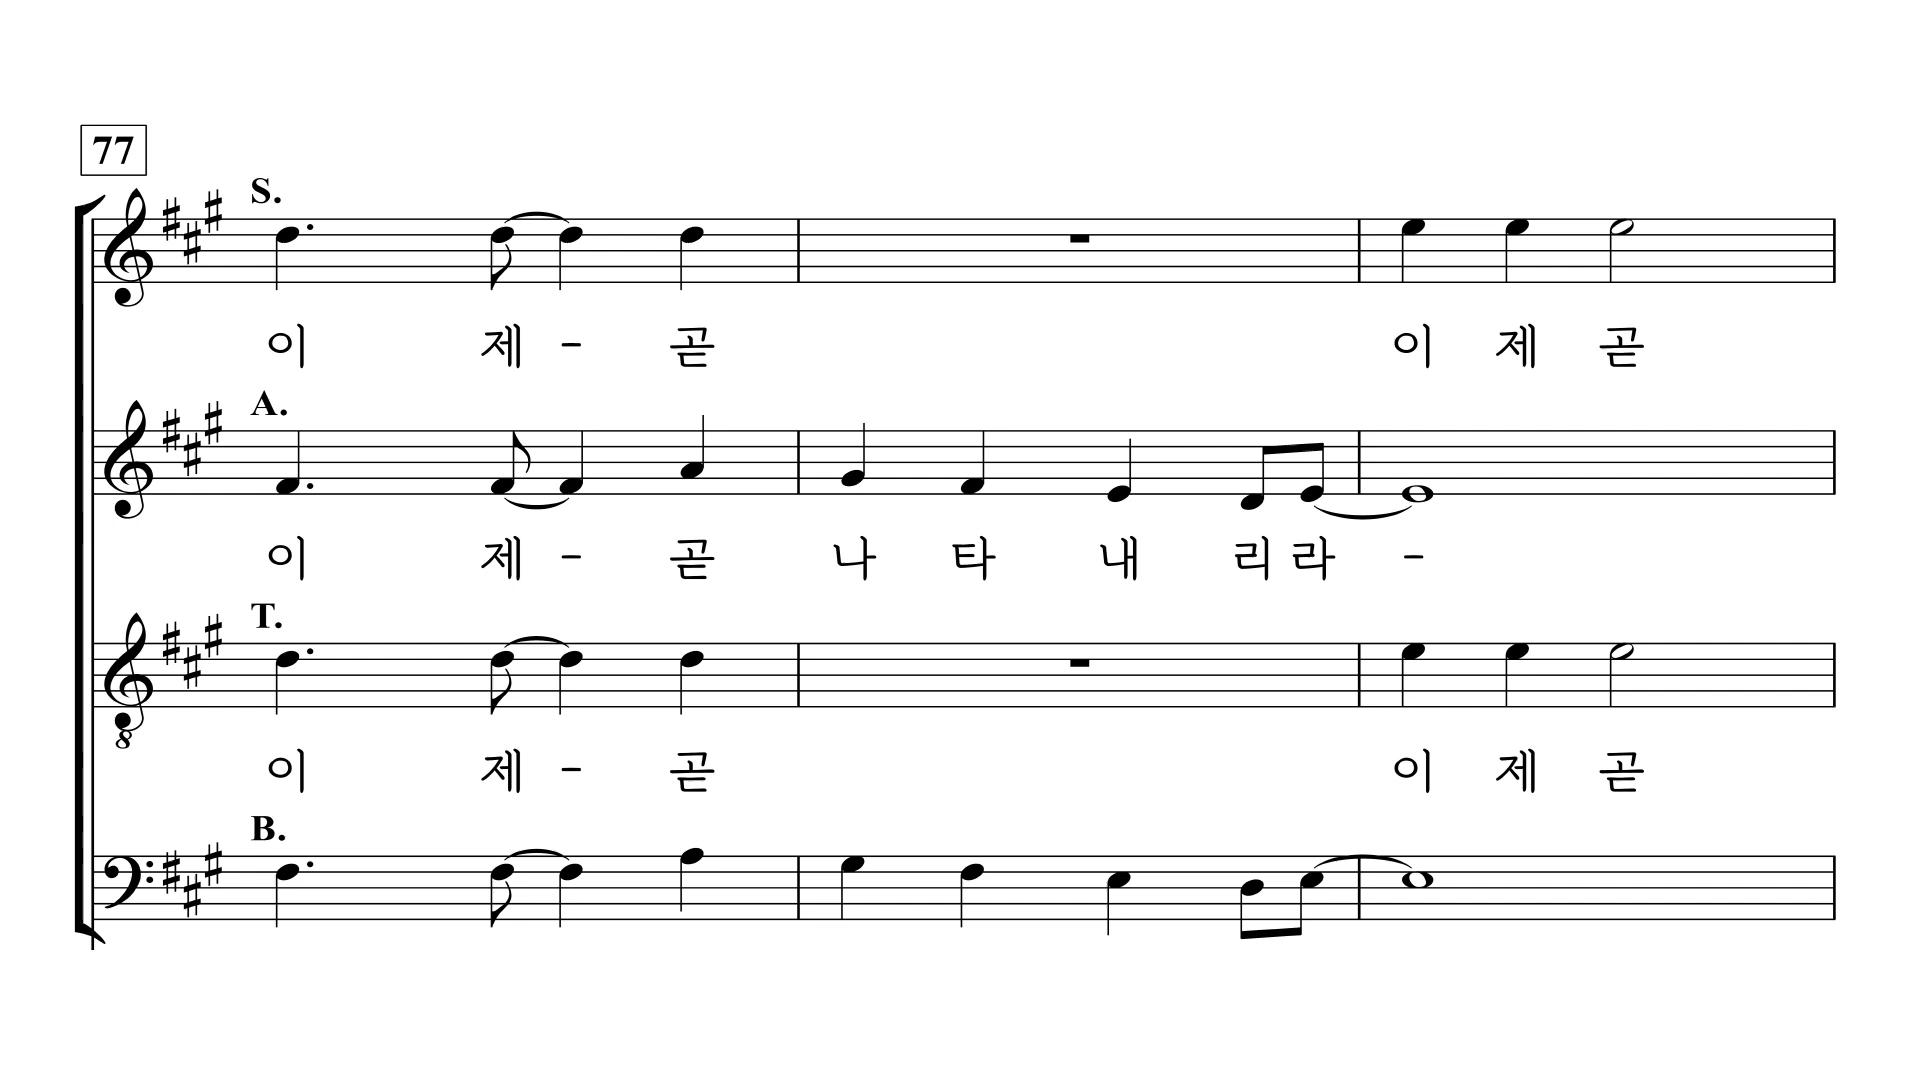 77
S.
이 제 - 곧 이 제 곧
A.
이 제 - 곧 나 타 내 리 라 -
T.
8
이 제 - 곧 이 제 곧
B.